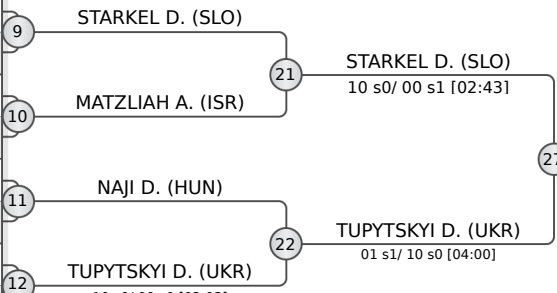 STARKEL D. (SLO)
9
21
STARKEL D. (SLO)
10 s0/ 00 s1 [02:43]
MATZLIAH A. (ISR)
10
27
NAJI D. (HUN)
11
22
TUPYTSKYI D. (UKR)
01 s1/ 10 s0 [04:00]
TUPYTSKYI D. (UKR)
12